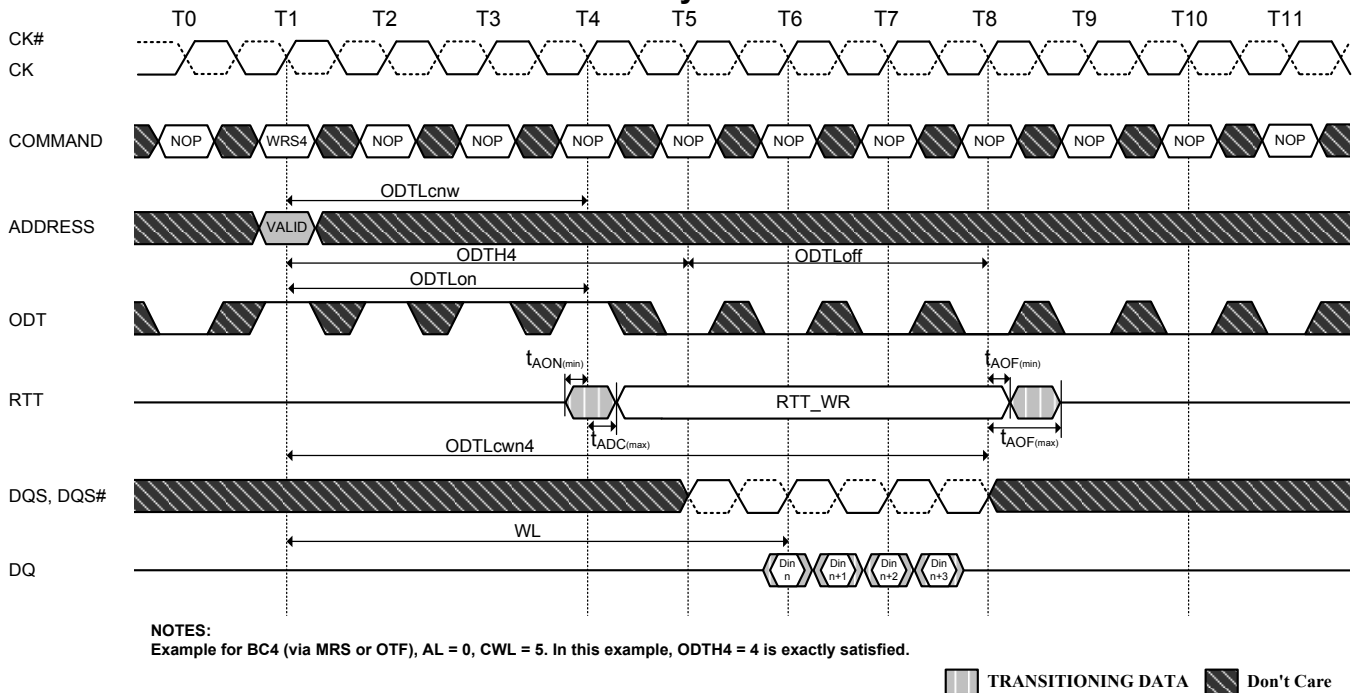 T0 T1 T2 T3 T4 T5 T6 T7 T8 T9 T10 T11
CK#
CK
COMMAND NOP WRS4 NOP NOP NOP NOP NOP NOP NOP NOP NOP NOP
ODTLcnw
ADDRESS VALID
ODTH4 ODTLoff
ODTLon
ODT
tAON(min) tAOF(min)
RTT RTT_WR
tADC(max) tAOF(max)
ODTLcwn4
DQS, DQS#
WL
DQ Din n Din n+1 Din n+2 Din n+3
NOTES:
Example for BC4 (via MRS or OTF), AL = 0, CWL = 5. In this example, ODTH4 = 4 is exactly satisfied.
TRANSITIONING DATA Don't Care